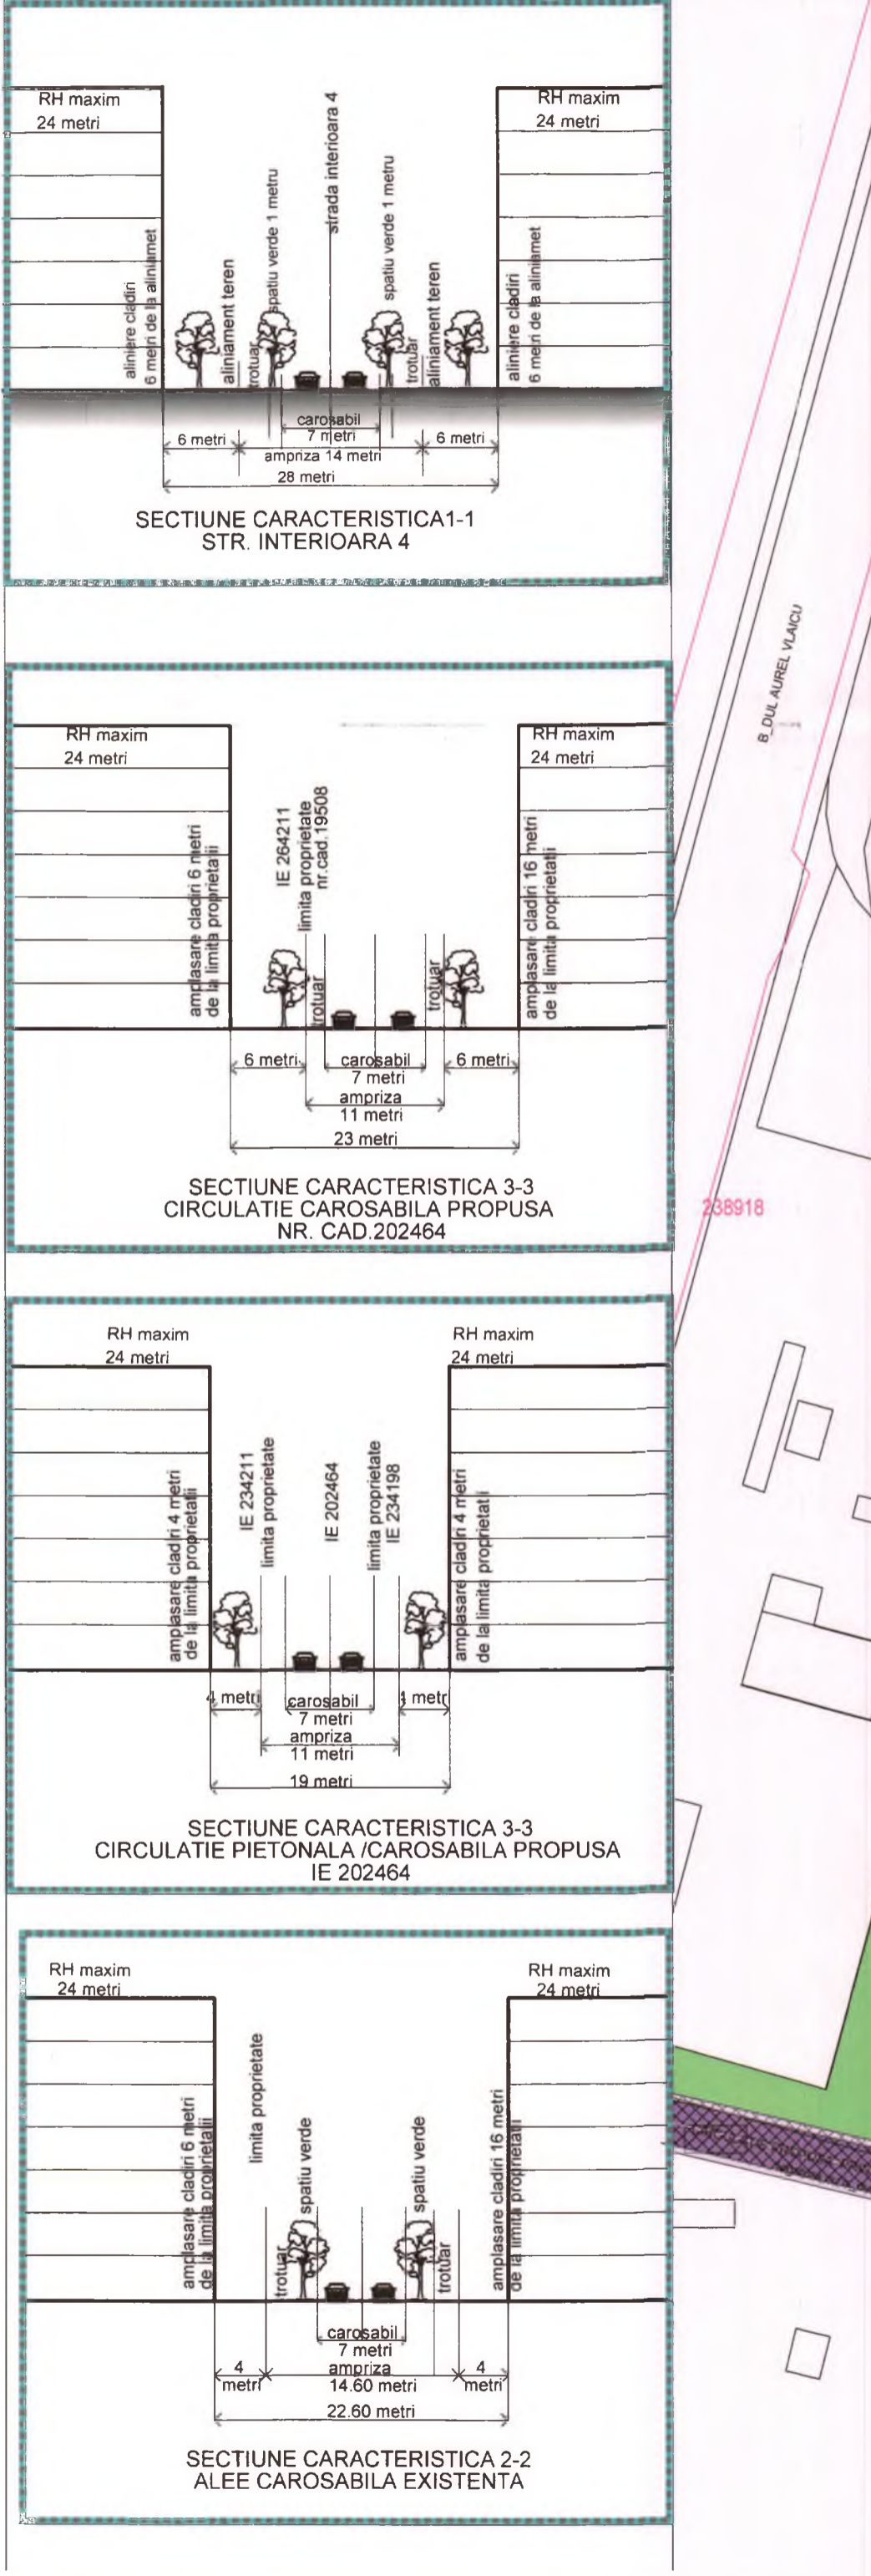 RH maxim
24 metri
RH maxim
24 metri
aliniere cladiri
6 metri de la aliniamet
aliniament teren
trotuar
spatiu verde 1 metru
strada interioara 4
spatiu verde 1 metru
trotuar
aliniament teren
aliniere cladiri
6 metri de la aliniamet
carosabil
7 metri
6 metri
6 metri
ampriza 14 metri
28 metri
SECTIUNE CARACTERISTICA1-1
STR. INTERIOARA 4
RH maxim
24 metri
RH maxim
24 metri
amplasare cladiri 6 metri
de la limita proprietatii
IE 264211
limita proprietate
nr.cad.19508
trotuar
trotuar
amplasare cladiri 16 metri
de la limita proprietatii
6 metri
carosabil
7 metri
6 metri
ampriza
11 metri
23 metri
SECTIUNE CARACTERISTICA 3-3
CIRCULATIE CAROSABILA PROPUSA
NR. CAD.202464
RH maxim
24 metri
RH maxim
24 metri
amplasare cladiri 4 metri
de la limita proprietatii
IE 234211
limita proprietate
IE 202464
limita proprietate
IE 234198
amplasare cladiri 4 metri
de la limita proprietatii
4 metri
carosabil
7 metri
metri
ampriza
11 metri
19 metri
SECTIUNE CARACTERISTICA 3-3
CIRCULATIE PIETONALA /CAROSABILA PROPUSA
IE 202464
RH maxim
24 metri
RH maxim
24 metri
amplasare cladiri 6 metri
de la limita proprietatii
limita proprietate
trotuar
spatiu verde
spatiu verde
trotuar
amplasare cladiri 16 metri
de la limita proprietatii
carosabil
7 metri
4
metri
ampriza
14.60 metri
4
metri
22.60 metri
SECTIUNE CARACTERISTICA 2-2
ALEE CAROSABILA EXISTENTA
B_DUL AUREL VLAICU
238918